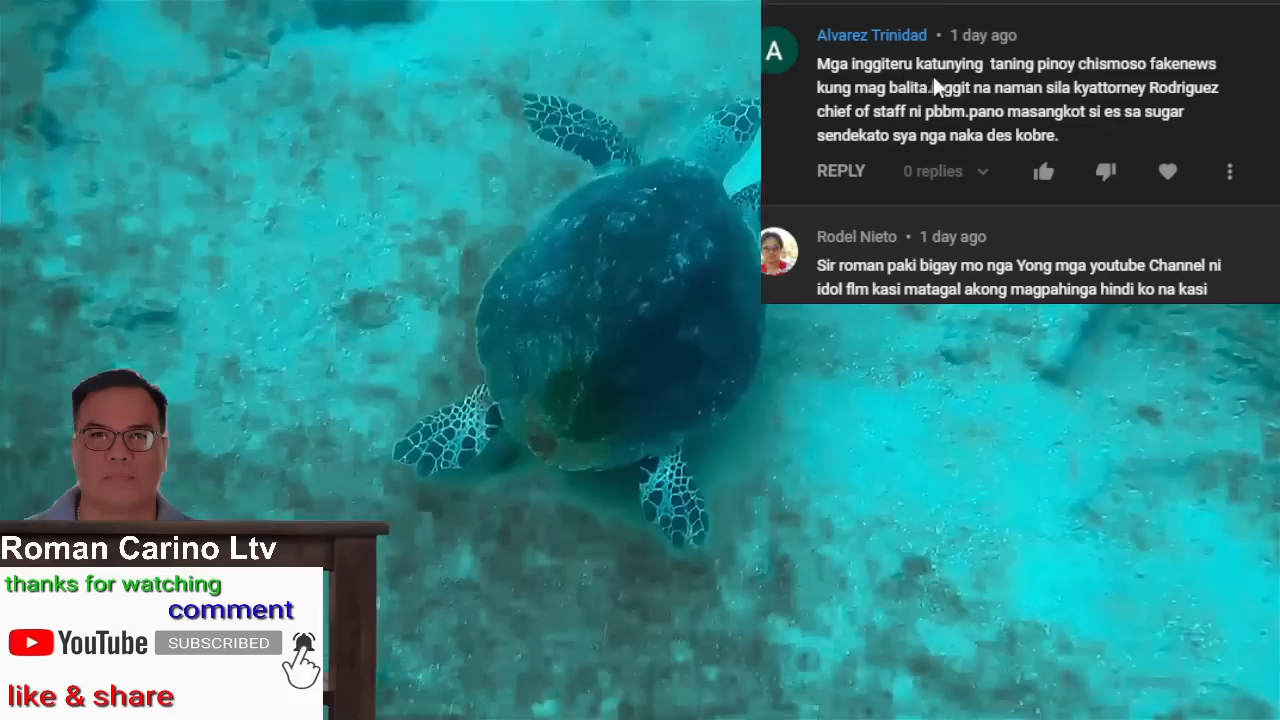 Alvarez Trinidad • 1 day ago
A
Mga inggiteru katunying taning pinoy chismoso fakenews
kung mag balita. na naman sila kyattorney Rodriguez
chief of staff ni pbbm.pano masangkot si es sa sugar
sendekato sya nga naka des kobre.
REPLY 0 replies
Rodel Nieto • 1 day ago
Sir roman paki bigay mo nga Yong mga youtube Channel ni
idol flm kasi matagal akong magpahinga hindi ko na kasi
Roman Carino Ltv
thanks for watching
comment
YouTube SUBSCRIBED
like & share